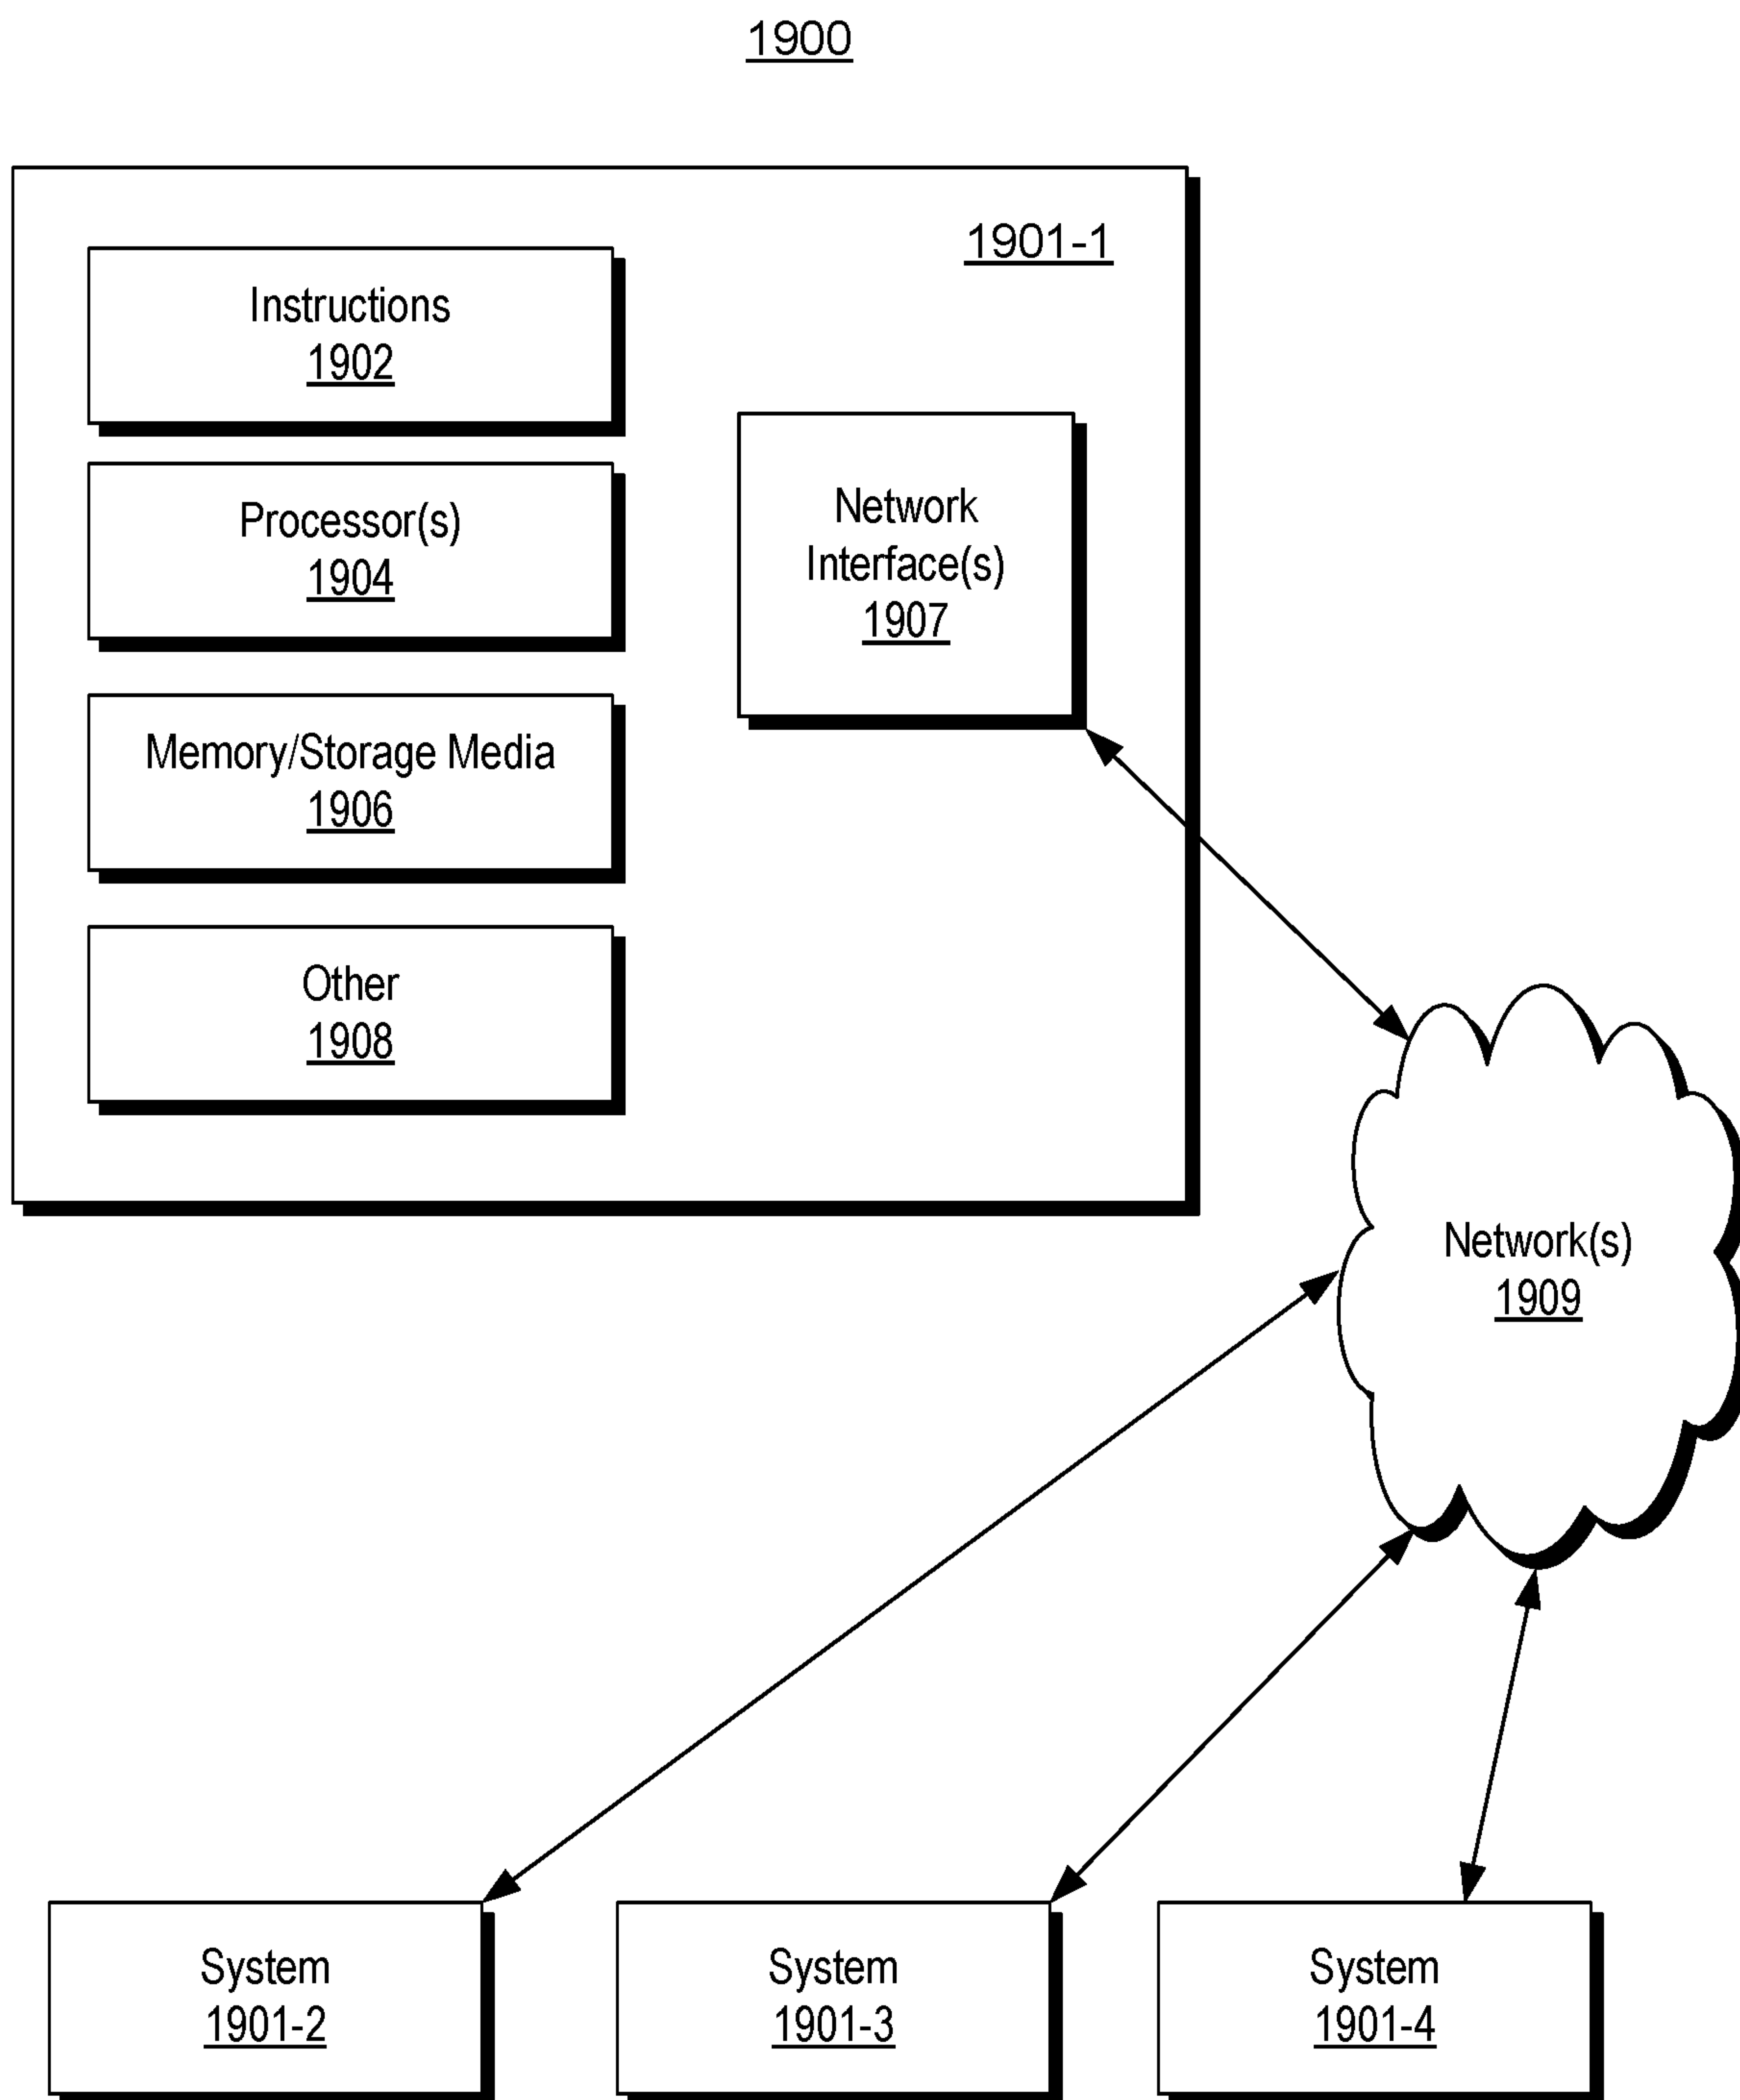 1900
1901-1
Instructions
1902
Processor(s)
1904
Memory/Storage Media
1906
Other
1908
Network
Interface(s)
1907
Network(s)
1909
System
1901-2
System
1901-3
System
1901-4